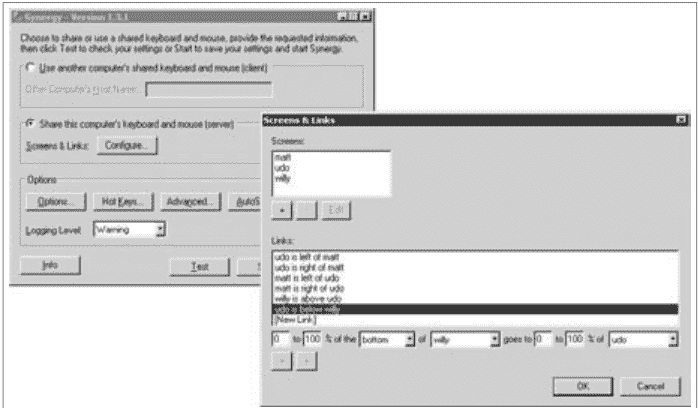 Synergy - Version 1.3.1
Choose to share or use a shared keyboard and mouse, provide the requested information,
then click Test to check your settings or Start to save your settings and start Synergy.
Use another computer's shared keyboard and mouse (client)
Other Computer's Host Name:
Share this computer's keyboard and mouse (server)
Screens & Links: Configure...
Options
Options... Hot Keys... Advanced... AutoS
Logging Level: Warning
Info Test S
Screens & Links
Screens:
matt
udo
willy
+ Edit
Links:
udo is left of matt
udo is right of matt
matt is left of udo
matt is right of udo
willy is above udo
udo is below willy
[New Link]
0 to 100 % of the bottom of willy goes to 0 to 100 % of udo
OK Cancel